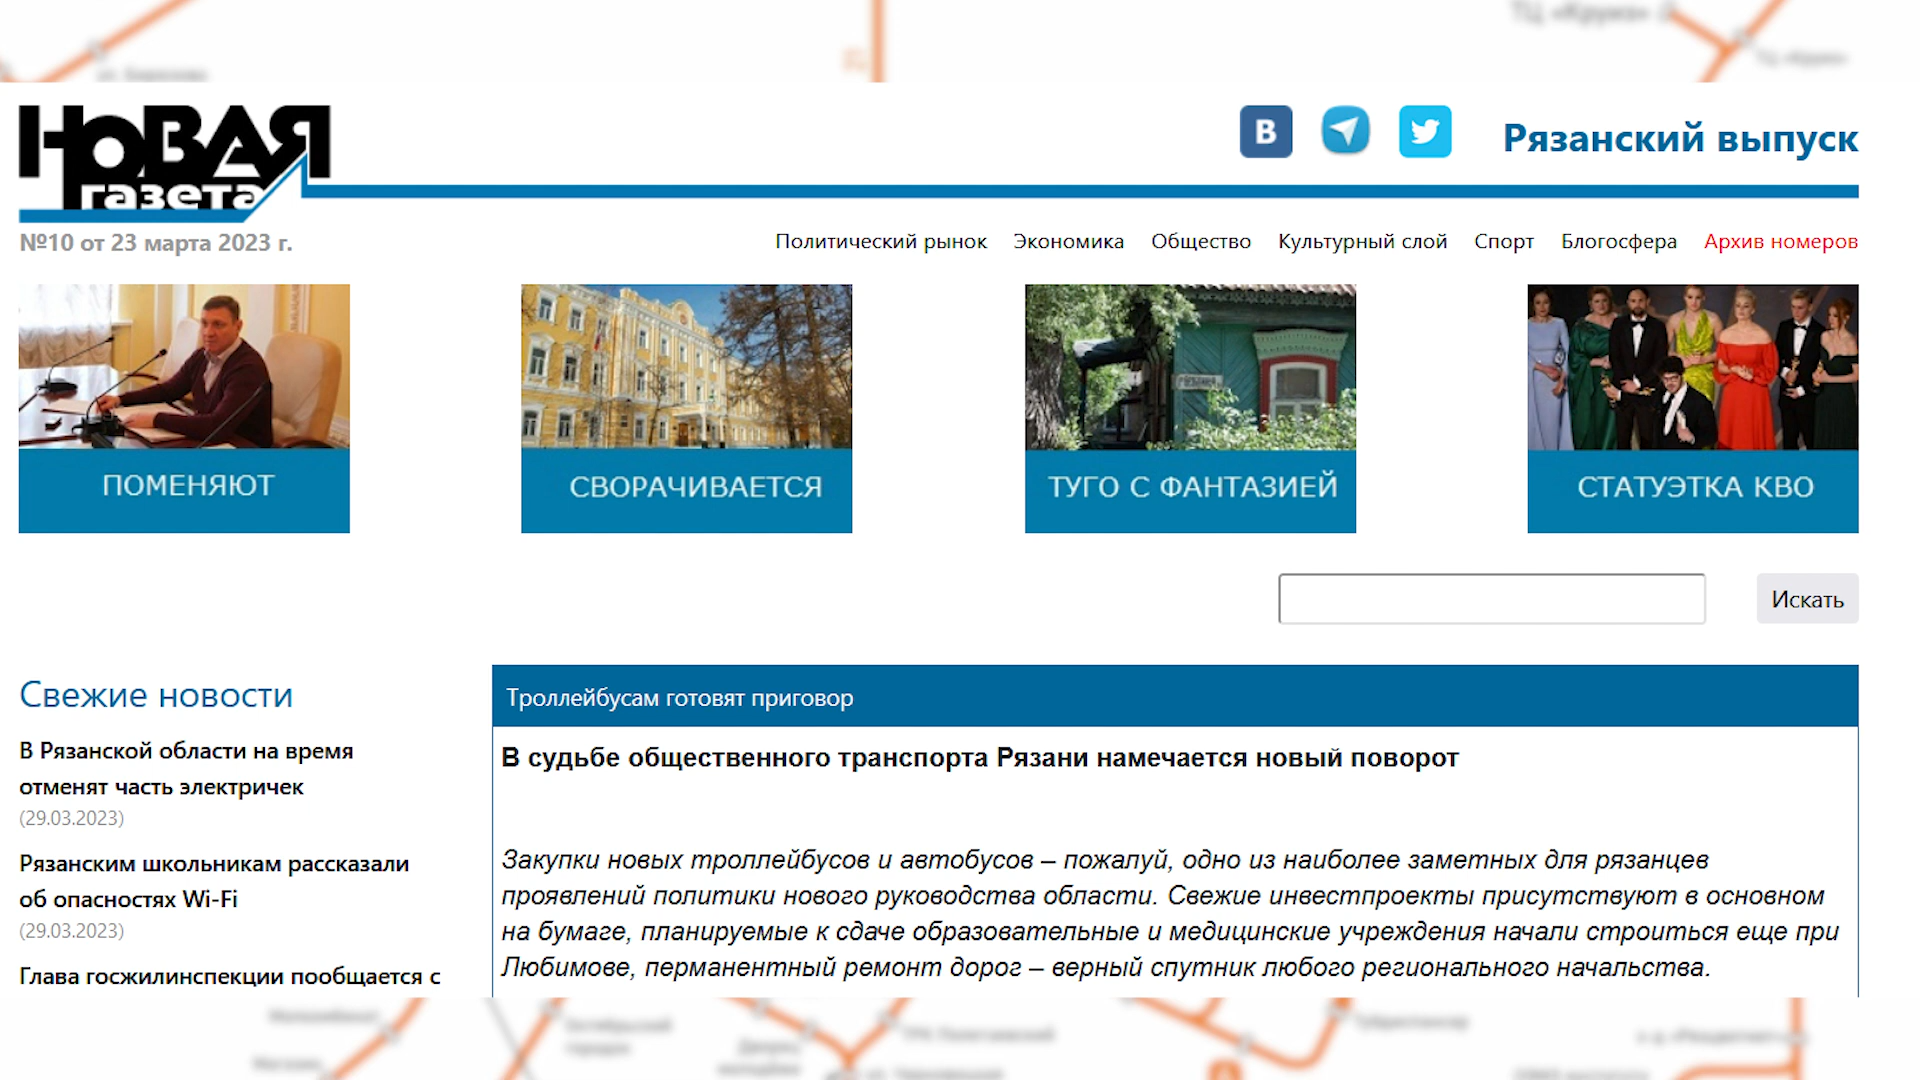 НОВАЯ
газета
Рязанский выпуск
№10 от 23 марта 2023 г.
Политический рынок Экономика Общество Культурный слой Спорт Блогосфера Архив номеров
ПОМЕНЯЮТ
СВОРАЧИВАЕТСЯ
ТУГО С ФАНТАЗИЕЙ
СТАТУЭТКА КВО
Искать
Свежие новости
В Рязанской области на время
отменят часть электричек
(29.03.2023)
Рязанским школьникам рассказали
об опасностях Wi-Fi
(29.03.2023)
Глава госжилинспекции пообщается с
Троллейбусам готовят приговор
В судьбе общественного транспорта Рязани намечается новый поворот
Закупки новых троллейбусов и автобусов – пожалуй, одно из наиболее заметных для рязанцев
проявлений политики нового руководства области. Свежие инвестпроекты присутствуют в основном
на бумаге, планируемые к сдаче образовательные и медицинские учреждения начали строиться еще при
Любимове, перманентный ремонт дорог – верный спутник любого регионального начальства.